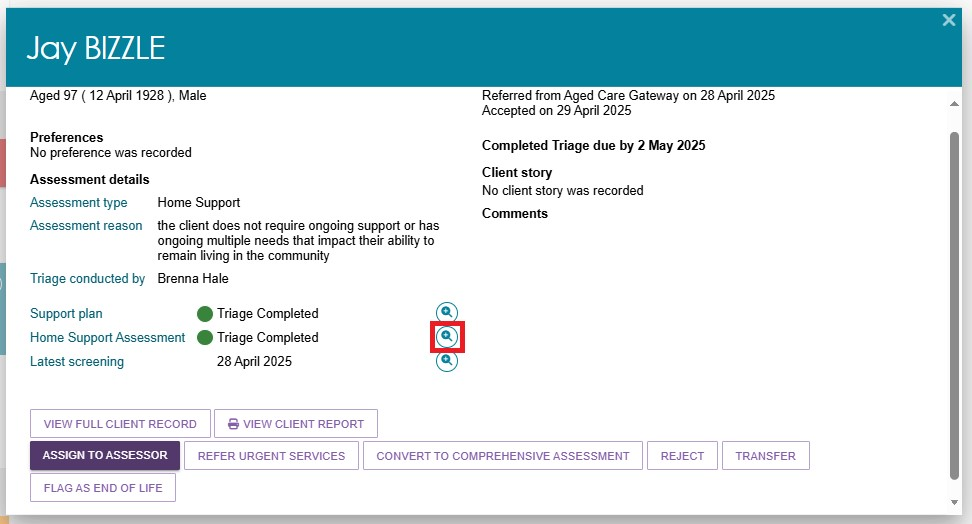 Jay BIZZLE
Aged 97 ( 12 April 1928 ), Male
Preferences
No preference was recorded
Assessment details
Assessment type Home Support
Assessment reason the client does not require ongoing support or has
ongoing multiple needs that impact their ability to
remain living in the community
Triage conducted by Brenna Hale
Support plan Triage Completed
Home Support Assessment Triage Completed
Latest screening 28 April 2025
Referred from Aged Care Gateway on 28 April 2025
Accepted on 29 April 2025
Completed Triage due by 2 May 2025
Client story
No client story was recorded
Comments
VIEW FULL CLIENT RECORD VIEW CLIENT REPORT
ASSIGN TO ASSESSOR REFER URGENT SERVICES CONVERT TO COMPREHENSIVE ASSESSMENT REJECT TRANSFER
FLAG AS END OF LIFE